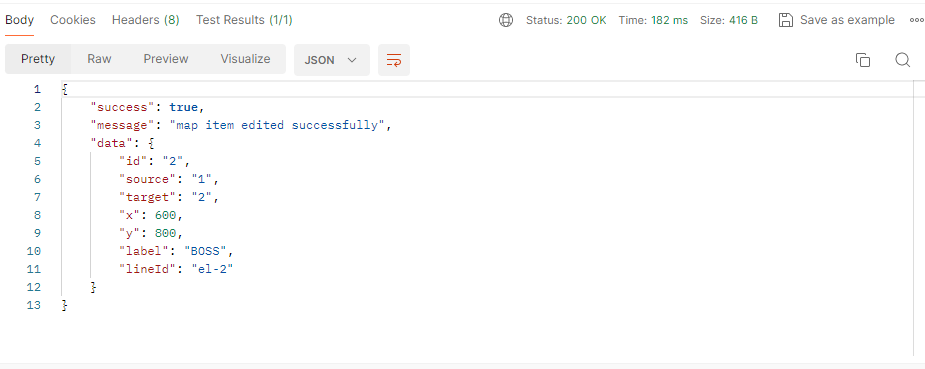 Body Cookies Headers (8) Test Results (1/1) Status: 200 OK Time: 182 ms Size: 416 B Save as example
Pretty Raw Preview Visualize JSON
1 {
2 "success": true,
3 "message": "map item edited successfully",
4 "data": {
5 "id": "2",
6 "source": "1",
7 "target": "2",
8 "x": 600,
9 "y": 800,
10 "label": "BOSS",
11 "lineId": "el-2"
12 }
13 }